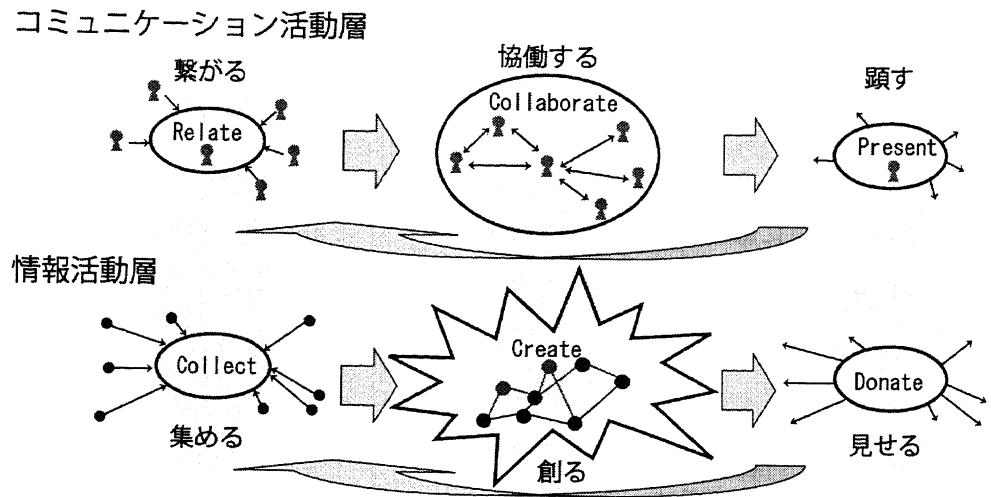 コミュニケーション活動層
繋がる
協働する
顕す
Relate
Collaborate
Present
情報活動層
Collect
Create
Donate
集める
創る
見せる